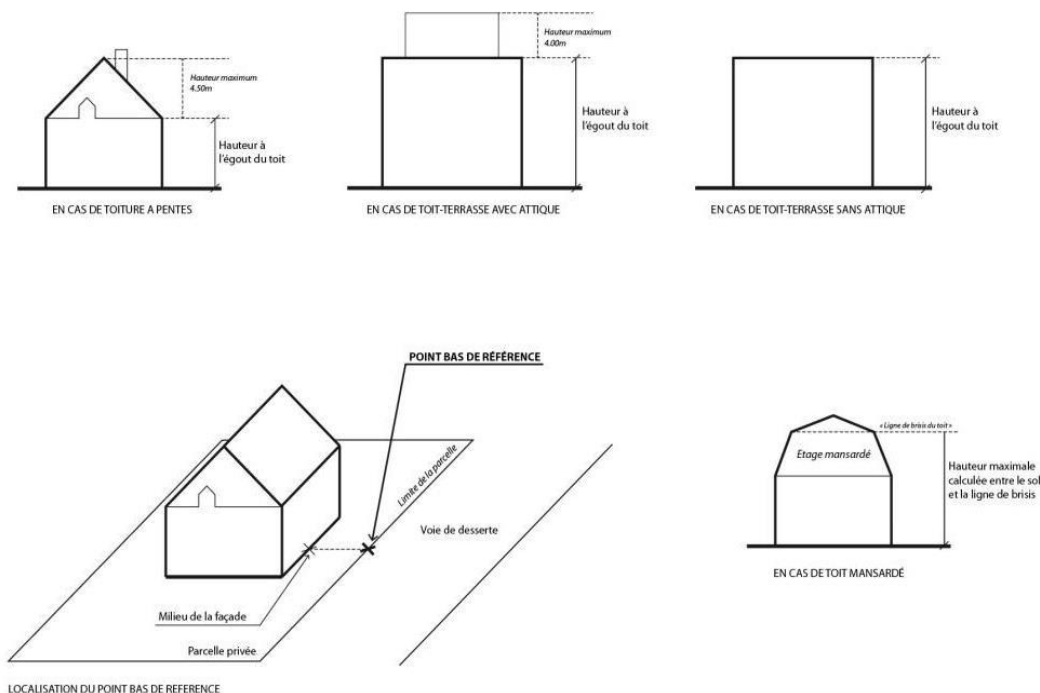 Hauteur maximum
4.50m
Hauteur à
l'égout du toit
EN CAS DE TOITURE A PENTES
Hauteur maximum
4.00m
Hauteur à
l'égout du toit
EN CAS DE TOIT-TERRASSE AVEC ATTIQUE
Hauteur à
l'égout du toit
EN CAS DE TOIT-TERRASSE SANS ATTIQUE
POINT BAS DE RÉFÉRENCE
Limite de la parcelle
Voie de desserte
Milieu de la façade
Parcelle privée
LOCALISATION DU POINT BAS DE REFERENCE
« Ligne de brisis du toit »
Etage mansardé
Hauteur maximale
calculée entre le sol
et la ligne de brisis
EN CAS DE TOIT MANSARDÉ